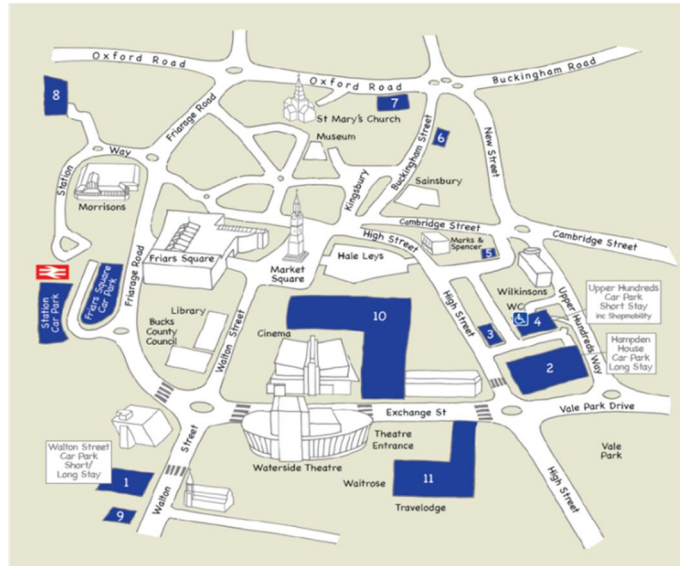 Oxford Road
Oxford Road
Buckingham Road
8
7
6
Friarage Road
St Mary's Church
Museum
Buckingham Street
New Street
Station
Way
Kingsbury
Sainsbury
Morrisons
Cambridge Street
Cambridge Street
High Street
Marks &
Spencer
5
Friars Square
Market
Square
Hale Leys
Friars Square
Car Park
Friarage Road
Station
Car Park
Wilkinsons
WC
Upper Hundreds
Car Park
Short Stay
inc Shopmobility
Upper Hundreds Way
Library
Bucks
County
Council
Walton Street
Cinema
10
High Street
3
4
2
Hampden
House
Car Park
Long Stay
Exchange St
Vale Park Drive
Theatre
Entrance
Vale
Park
Waterside Theatre
Walton Street
Car Park
Short/
Long Stay
Street
Walton
1
9
Waitrose
11
Travelodge
High Street